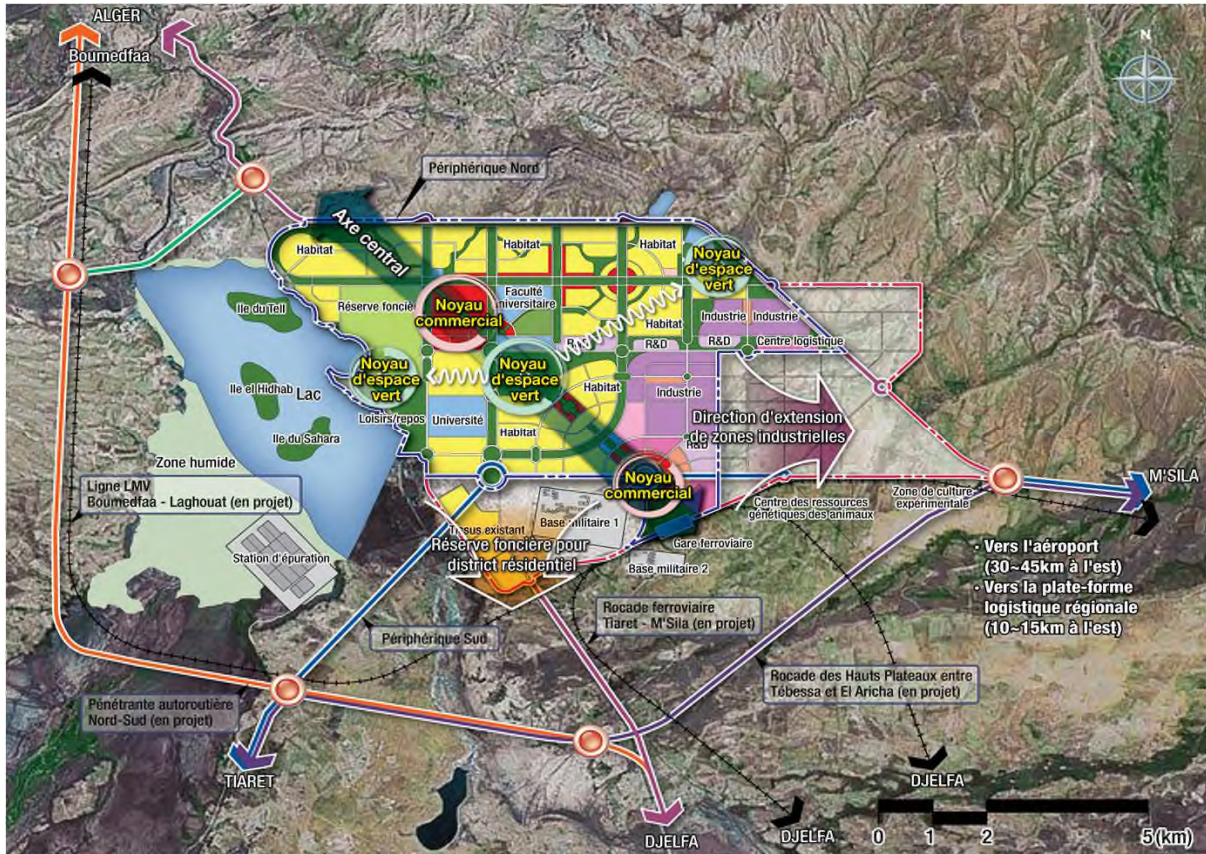 ALGER
Boumedfaa
N
Périphérique Nord
Axe central
Habitat
Habitat
Habitat
Noyau
d'espace
vert
Réserve foncièr
Noyau
commercial
Faculté
universitaire
Habitat
Industrie
Industrie
R&D
R&D
R&D
Centre logistique
Ile du Tell
Ile el Hidhab
Lac
Ile du Sahara
Noyau
d'espace
vert
Noyau
d'espace
vert
Habitat
Industrie
Direction d'extension
de zones industrielles
Loisirs/repos
Université
Habitat
R&D
Zone humide
Noyau
commercial
M'SILA
Ligne LMV
Boumedfaa - Laghouat (en projet)
Centre des ressources
génétiques des animaux
Zone de culture
experimentale
Station d'épuration
Tissus existant
Base militaire 1
Gare ferroviaire
Réserve foncière pour
district résidentiel
Base militaire 2
· Vers l'aéroport
(30~45km à l'est)
· Vers la plate-forme
logistique régionale
(10~15km à l'est)
Rocade ferroviaire
Tiaret - M'Sila (en projet)
Périphérique Sud
Rocade des Hauts Plateaux entre
Tébessa et El Aricha (en projet)
Pénétrante autoroutière
Nord-Sud (en projet)
TIARET
DJELFA
DJELFA
DJELFA
0 1 2 5 (km)